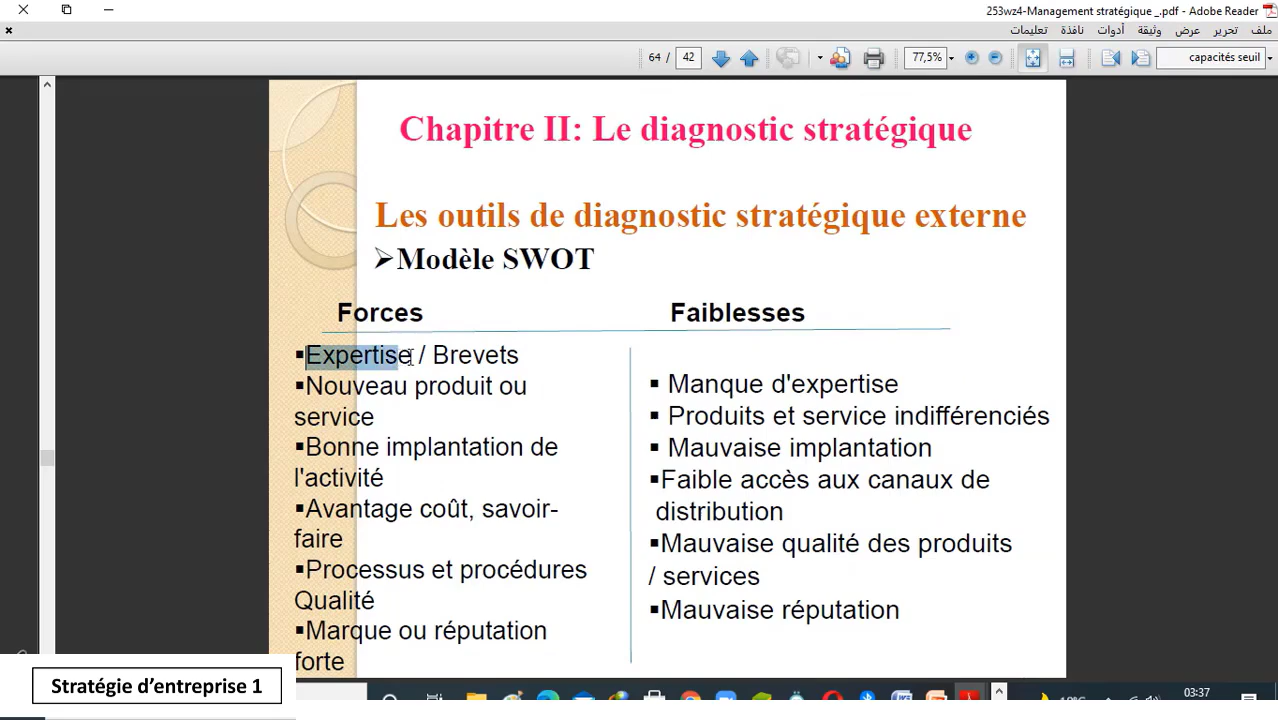 253wz4-Management stratégique _.pdf - Adobe Reader
ملف تحرير عرض وثيقة أدوات نافذة تعليمات
64 / 42
77,5%
capacités seuil
Chapitre II: Le diagnostic stratégique
Les outils de diagnostic stratégique externe
➢Modèle SWOT
Forces
▪Expertise / Brevets
▪Nouveau produit ou
service
▪Bonne implantation de
l'activité
▪Avantage coût, savoir-
faire
▪Processus et procédures
Qualité
▪Marque ou réputation
forte
Faiblesses
▪ Manque d'expertise
▪ Produits et service indifférenciés
▪ Mauvaise implantation
▪Faible accès aux canaux de
distribution
▪Mauvaise qualité des produits
/ services
▪Mauvaise réputation
Stratégie d'entreprise 1
03:37